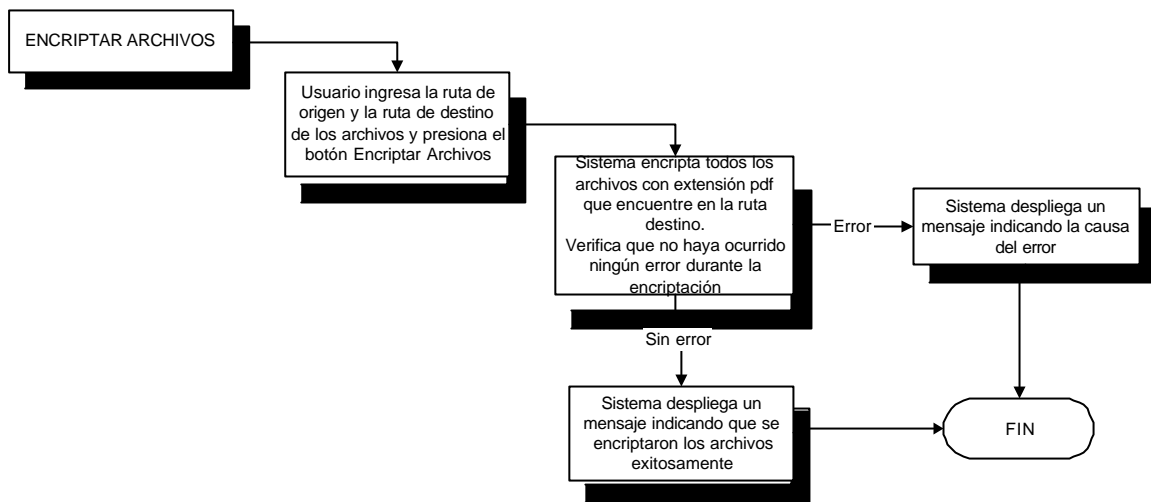 ENCRIPTAR ARCHIVOS
Usuario ingresa la ruta de
origen y la ruta de destino
de los archivos y presiona el
botón Encriptar Archivos
Sistema encripta todos los
archivos con extensión pdf
que encuentre en la ruta
destino.
Verifica que no haya ocurrido
ningún error durante la
encriptación
Error
Sistema despliega un
mensaje indicando la causa
del error
Sin error
Sistema despliega un
mensaje indicando que se
encriptaron los archivos
exitosamente
FIN